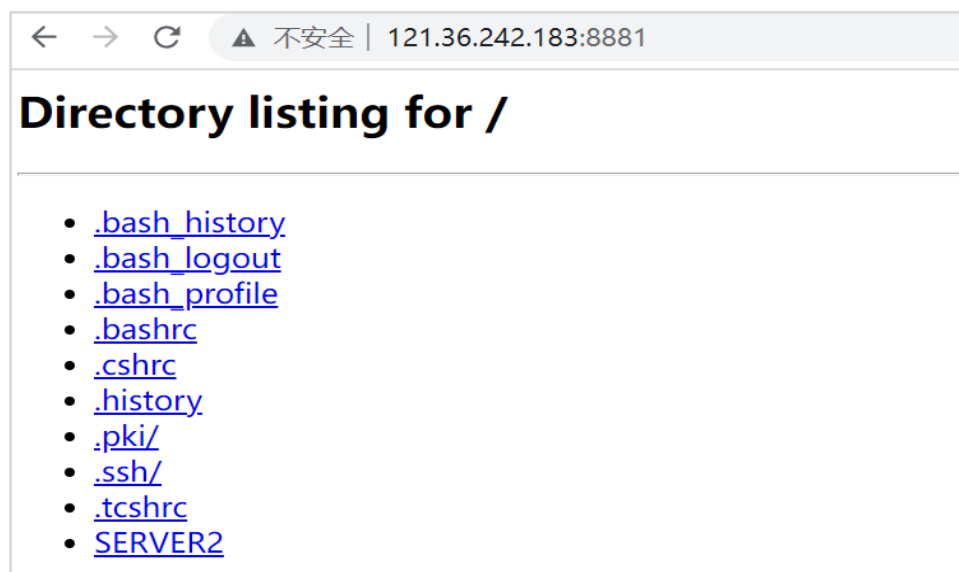 不安全 | 121.36.242.183:8881
Directory listing for /
.bash_history
.bash_logout
.bash_profile
.bashrc
.cshrc
.history
.pki/
.ssh/
.tcshrc
SERVER2